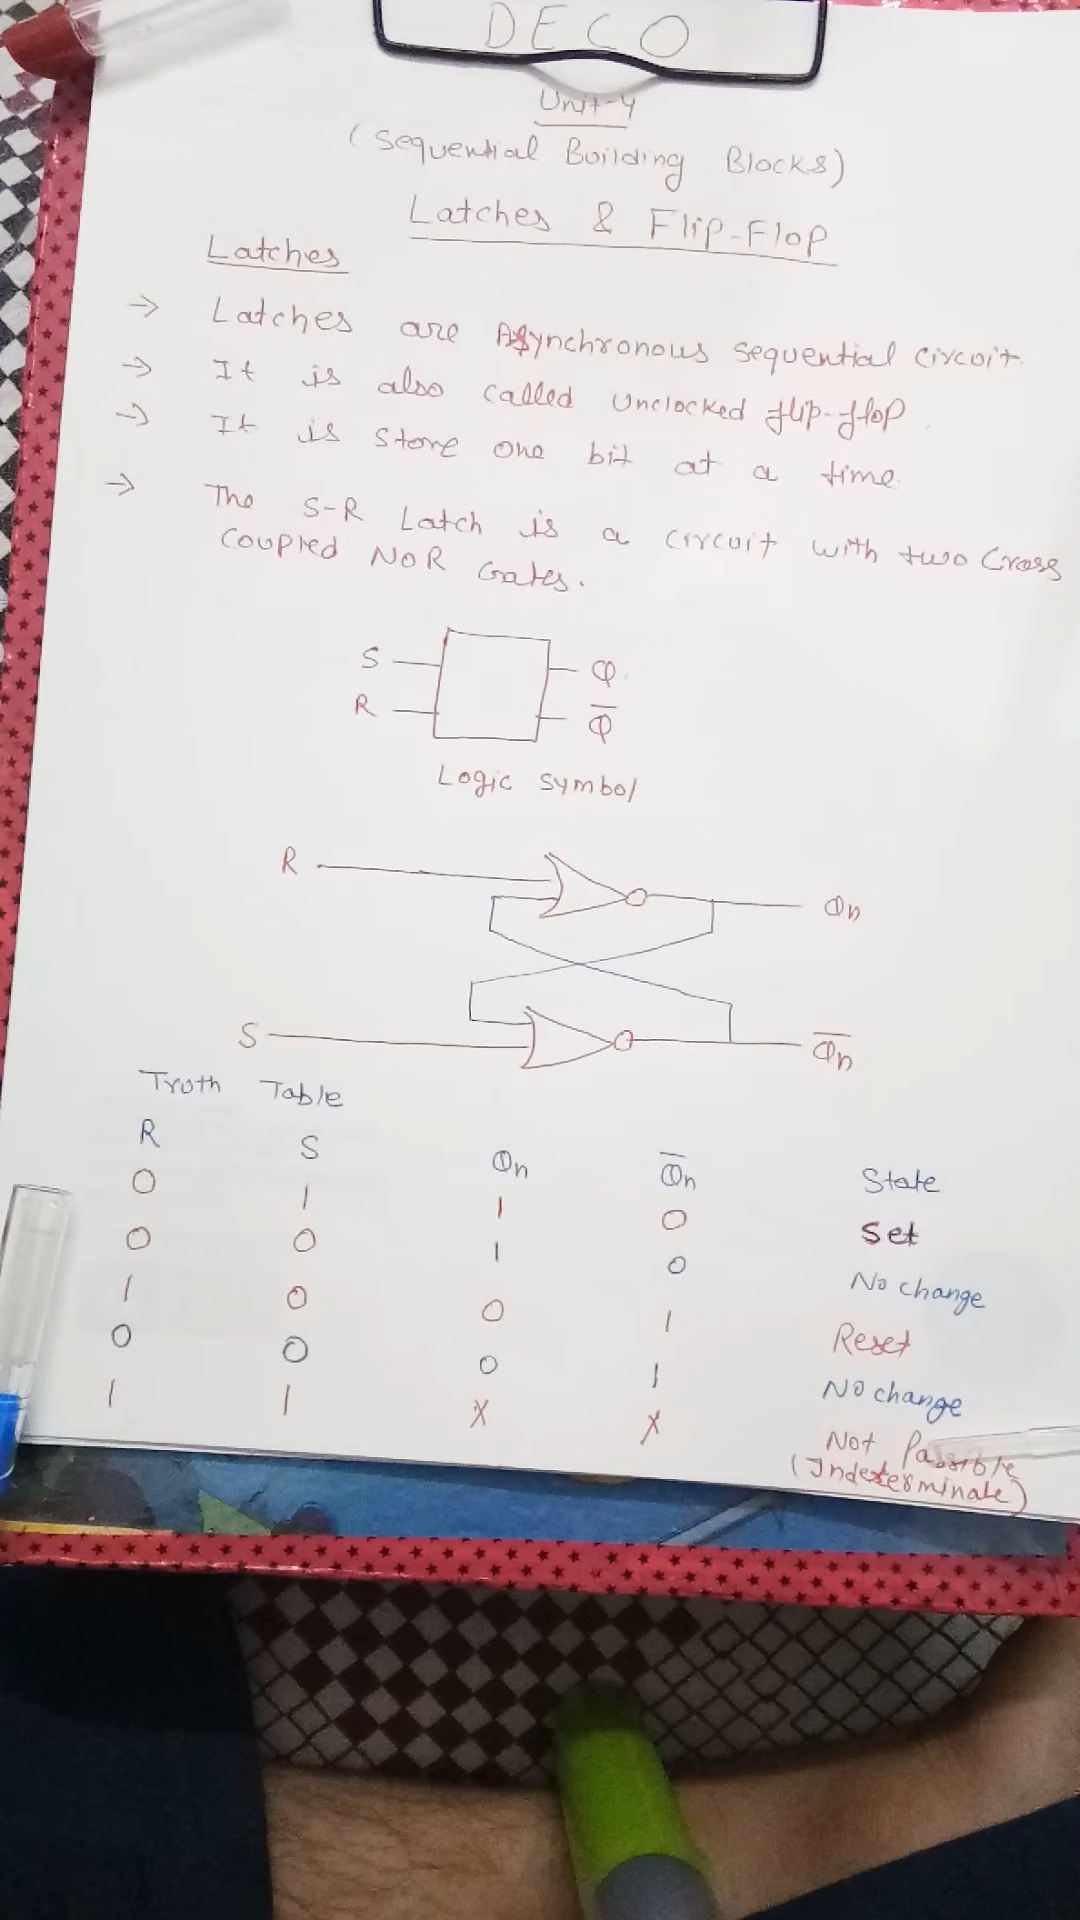 DECO
Unit-4
(Sequential Building Blocks)
Latches & Flip-Flop
Latches
→ Latches are Asynchronous Sequential Circuit.
→ It is also called Unclocked flip-flop.
→ It is store one bit at a time.
→ The S-R Latch is a circuit with two Cross
Coupled NOR Gates.
S Q
R Q̅
Logic Symbol
R Qn
S Q̅n
Truth Table
R S Qn Q̅n State
0 1 1 0 Set
0 0 1 0 No change
1 0 0 1 Reset
0 0 0 1 No change
1 1 X X Not Possible
(Indeterminate)